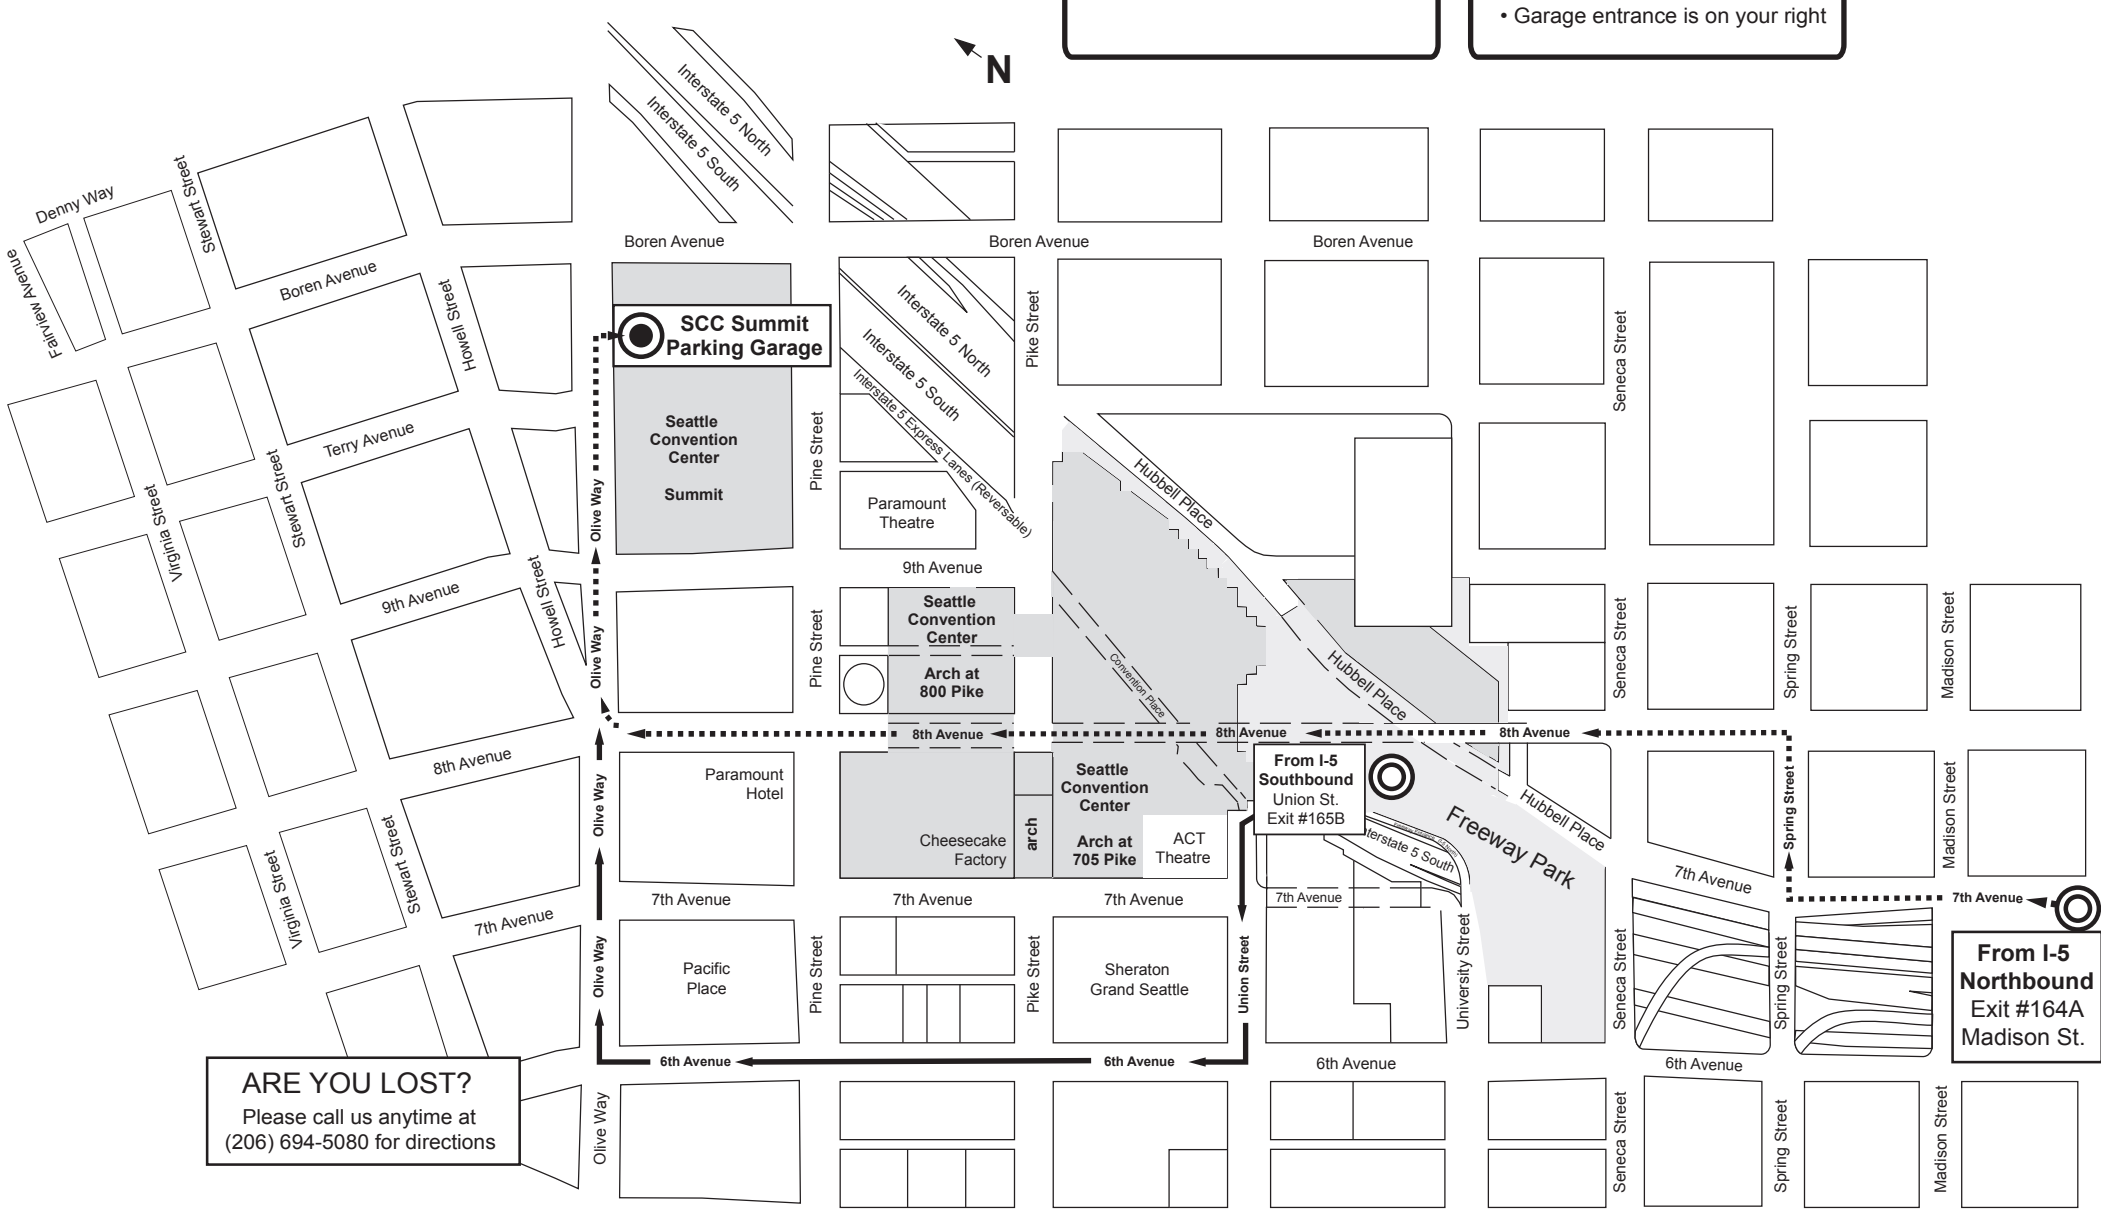 • Garage entrance is on your right
N
Interstate 5 North
Interstate 5 South
Denny Way
Stewart Street
Fairview Avenue
Boren Avenue
Boren Avenue
Boren Avenue
Boren Avenue
Howell Street
SCC Summit
Parking Garage
Interstate 5 North
Interstate 5 South
Interstate 5 Express Lanes (Reversable)
Pike Street
Seneca Street
Seattle
Convention
Center
Summit
Pine Street
Terry Avenue
Stewart Street
Virginia Street
Olive Way
Paramount
Theatre
Hubbell Place
9th Avenue
9th Avenue
Howell Street
Olive Way
Pine Street
Seattle
Convention
Center
Arch at
800 Pike
Convention Place
Hubbell Place
Seneca Street
Spring Street
Madison Street
8th Avenue
8th Avenue
8th Avenue
8th Avenue
Olive Way
Paramount
Hotel
Cheesecake
Factory
arch
Seattle
Convention
Center
Arch at
705 Pike
ACT
Theatre
From I-5
Southbound
Union St.
Exit #165B
Interstate 5 South
Freeway Park
Hubbell Place
Spring Street
Madison Street
Stewart Street
Virginia Street
7th Avenue
7th Avenue
7th Avenue
7th Avenue
7th Avenue
7th Avenue
7th Avenue
Olive Way
Pacific
Place
Pine Street
Pike Street
Sheraton
Grand Seattle
Union Street
University Street
Seneca Street
Spring Street
From I-5
Northbound
Exit #164A
Madison St.
6th Avenue
6th Avenue
6th Avenue
6th Avenue
ARE YOU LOST?
Please call us anytime at
(206) 694-5080 for directions
Olive Way
Seneca Street
Spring Street
Madison Street